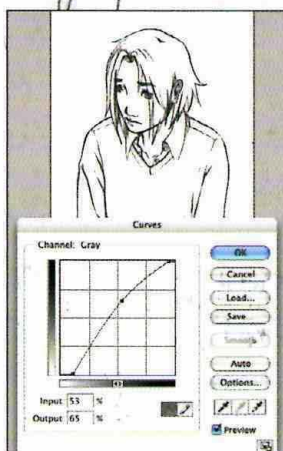 Curves
Channel: Gray
OK
Cancel
Load...
Save...
Smooth
Auto
Options...
Input 53 %
Output 65 %
Preview